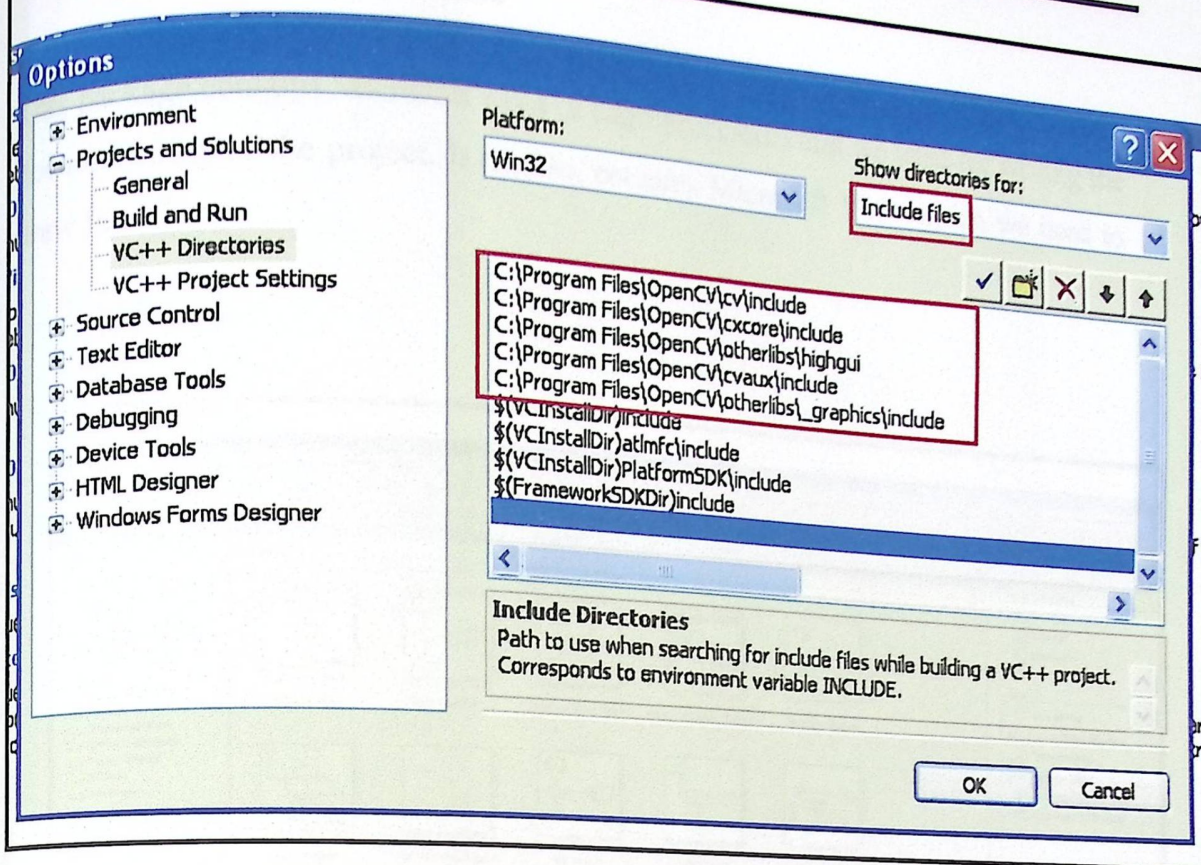 Options
Environment
Projects and Solutions
General
Build and Run
VC++ Directories
VC++ Project Settings
Source Control
Text Editor
Database Tools
Debugging
Device Tools
HTML Designer
Windows Forms Designer
Platform:
Win32
Show directories for:
Include files
C:\Program Files\OpenCV\cv\include
C:\Program Files\OpenCV\cxcore\include
C:\Program Files\OpenCV\otherlibs\highgui
C:\Program Files\OpenCV\cvaux\include
C:\Program Files\OpenCV\otherlibs\_graphics\include
$(VCInstallDir)include
$(VCInstallDir)atlmfc\include
$(VCInstallDir)PlatformSDK\include
$(FrameworkSDKDir)include
Include Directories
Path to use when searching for include files while building a VC++ project.
Corresponds to environment variable INCLUDE.
OK
Cancel